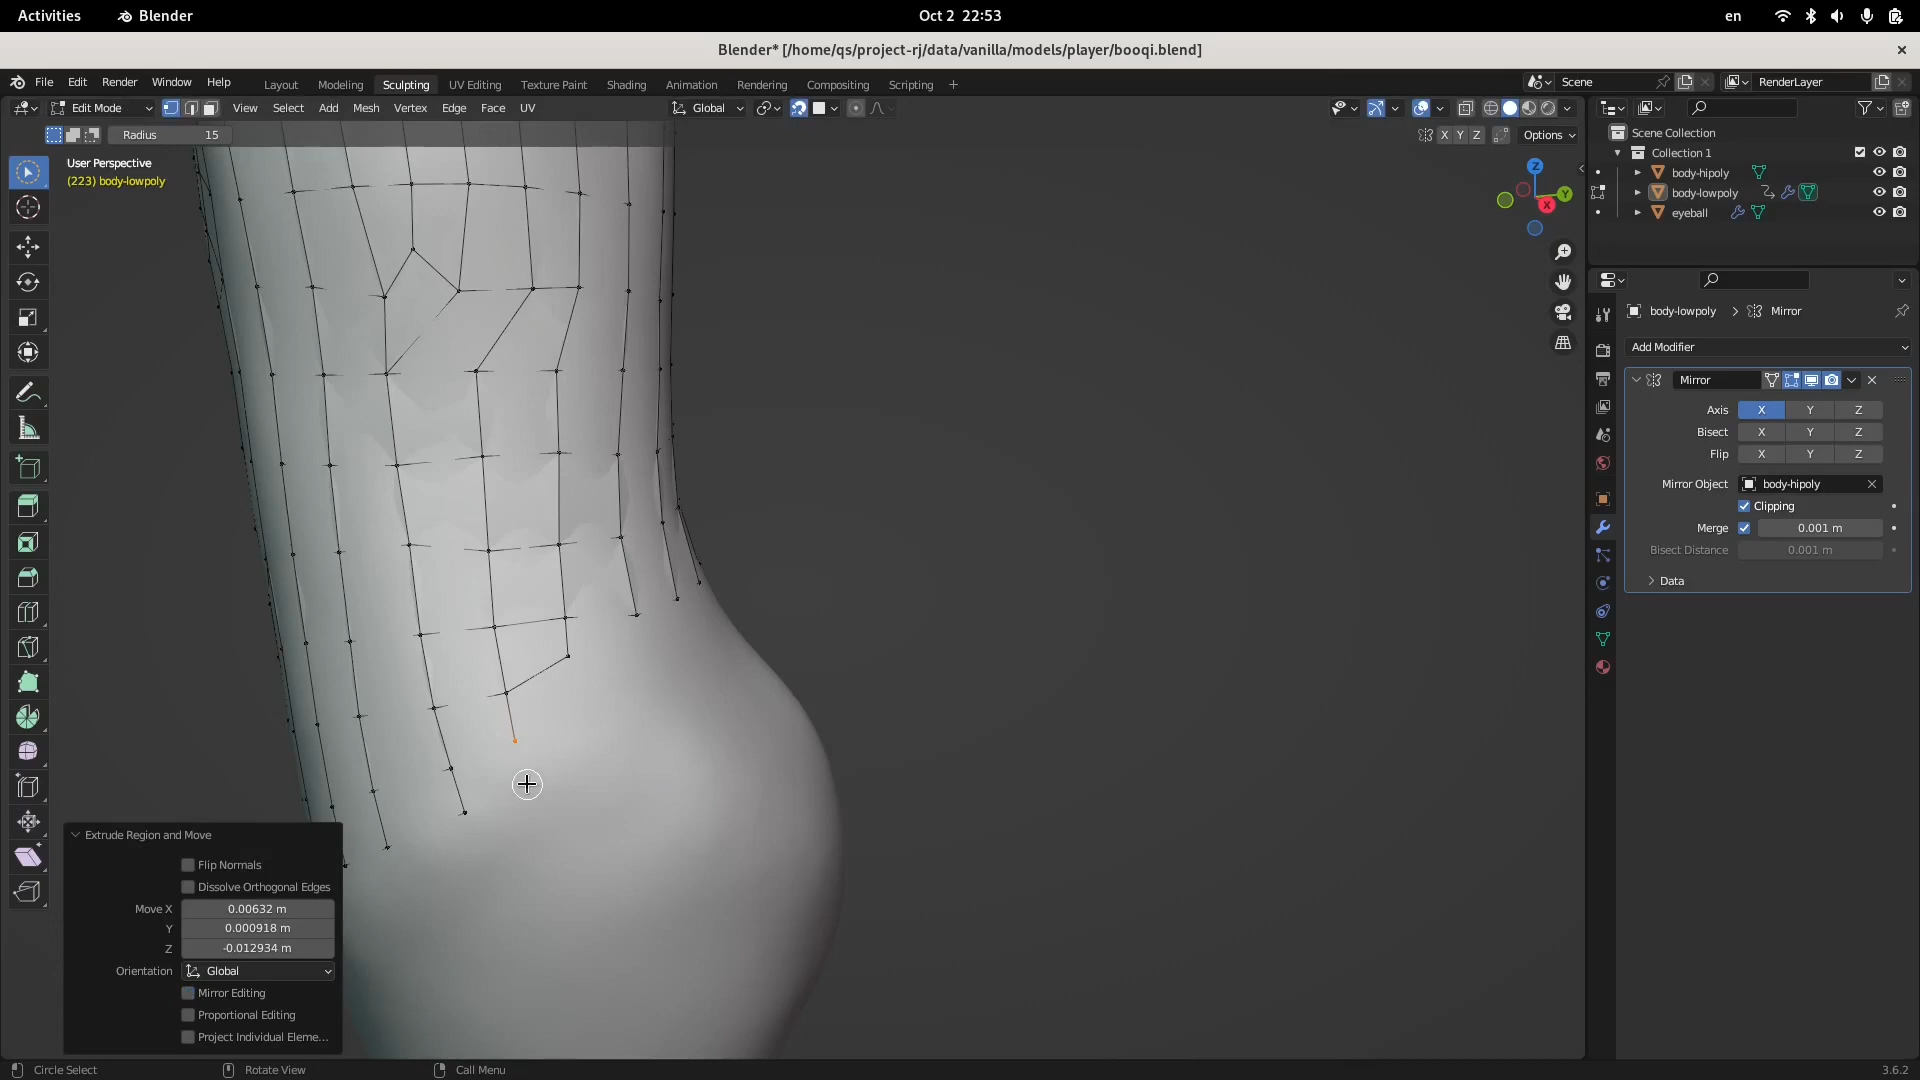 Activities Blender Oct 2 22:53 en
Blender* [/home/qs/project-rj/data/vanilla/models/player/booqi.blend]
File Edit Render Window Help Layout Modeling Sculpting UV Editing Texture Paint Shading Animation Rendering Compositing Scripting Scene RenderLayer
Edit Mode View Select Add Mesh Vertex Edge Face UV Global
Radius 15 X Y Z Options
Scene Collection
Collection 1
body-hipoly
body-lowpoly
eyeball
User Perspective
(223) body-lowpoly
Z
Y
X
body-lowpoly Mirror
Add Modifier
Mirror
Axis X Y Z
Bisect X Y Z
Flip X Y Z
Mirror Object body-hipoly
Clipping
Merge 0.001 m
Bisect Distance 0.001 m
Data
Extrude Region and Move
Flip Normals
Dissolve Orthogonal Edges
Move X 0.00632 m
Y 0.000918 m
Z -0.012934 m
Orientation Global
Mirror Editing
Proportional Editing
Project Individual Eleme...
Circle Select Rotate View Call Menu 3.6.2